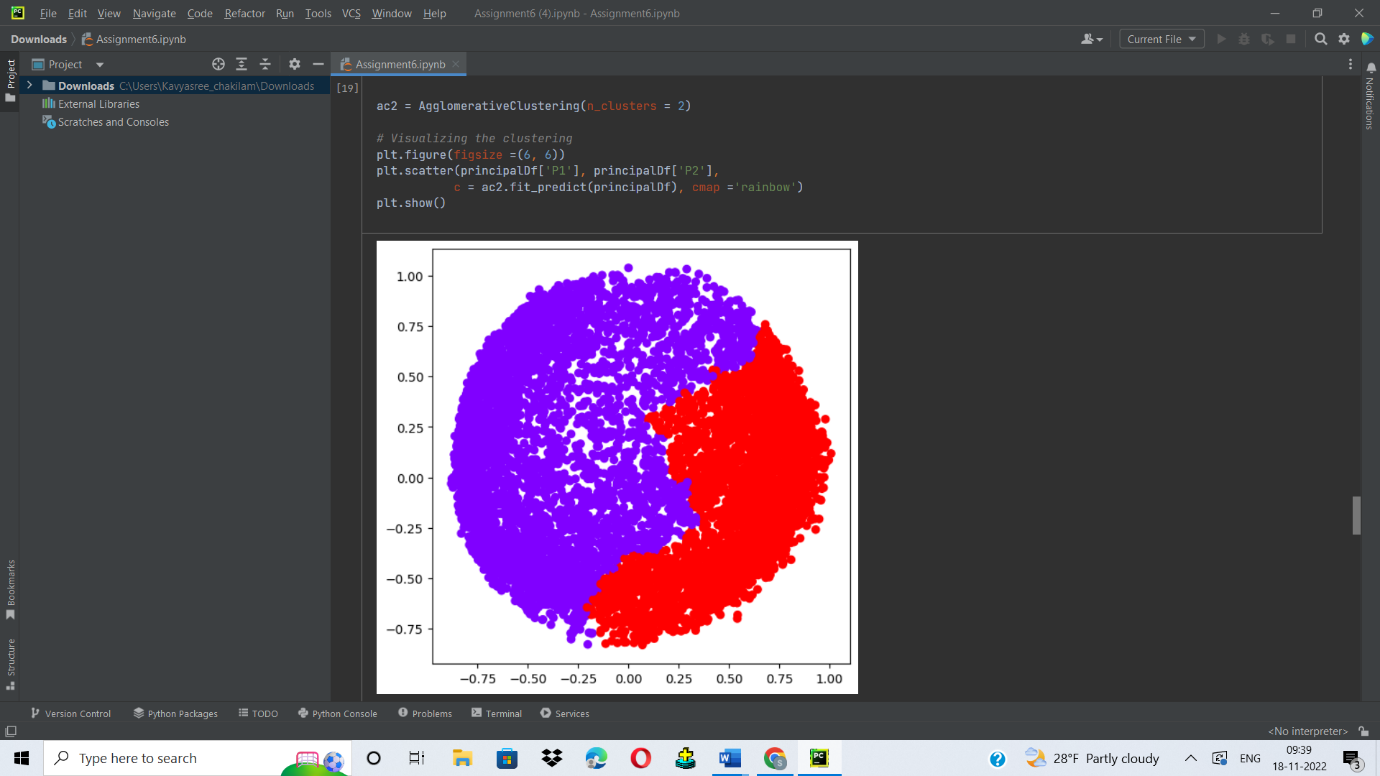 PC File Edit View Navigate Code Refactor Run Tools VCS Window Help Assignment6 (4).ipynb - Assignment6.ipynb
Downloads Assignment6.ipynb Current File
Project Project Assignment6.ipynb
Downloads C:\Users\Kavyasree_chakilam\Downloads
External Libraries
Scratches and Consoles
Bookmarks
Structure
Notifications
[19]
ac2 = AgglomerativeClustering(n_clusters = 2)
# Visualizing the clustering
plt.figure(figsize =(6, 6))
plt.scatter(principalDf['P1'], principalDf['P2'],
c = ac2.fit_predict(principalDf), cmap ='rainbow')
plt.show()
1.00
0.75
0.50
0.25
0.00
−0.25
−0.50
−0.75
−0.75 −0.50 −0.25 0.00 0.25 0.50 0.75 1.00
Version Control Python Packages TODO Python Console Problems Terminal Services
<No interpreter>
Type here to search 28°F Partly cloudy ENG 09:39
18-11-2022 3